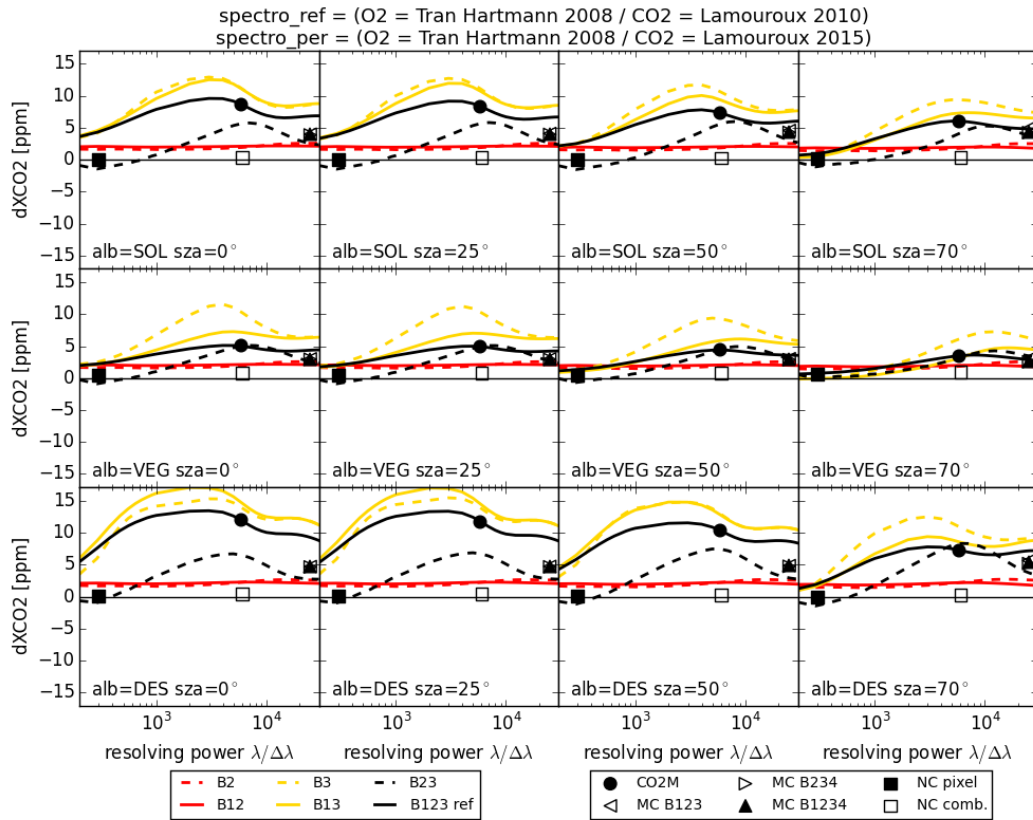 spectro_ref = (O2 = Tran Hartmann 2008 / CO2 = Lamouroux 2010)
spectro_per = (O2 = Tran Hartmann 2008 / CO2 = Lamouroux 2015)
dXCO2 [ppm]
15
10
5
0
−5
−10
−15
alb=SOL sza=0°
alb=SOL sza=25°
alb=SOL sza=50°
alb=SOL sza=70°
dXCO2 [ppm]
15
10
5
0
−5
−10
−15
alb=VEG sza=0°
alb=VEG sza=25°
alb=VEG sza=50°
alb=VEG sza=70°
dXCO2 [ppm]
15
10
5
0
−5
−10
−15
alb=DES sza=0°
alb=DES sza=25°
alb=DES sza=50°
alb=DES sza=70°
10³ 10⁴ 10³ 10⁴ 10³ 10⁴ 10³ 10⁴
resolving power λ/Δλ resolving power λ/Δλ resolving power λ/Δλ resolving power λ/Δλ
B2 B3 B23
B12 B13 B123 ref
CO2M MC B234 NC pixel
MC B123 MC B1234 NC comb.